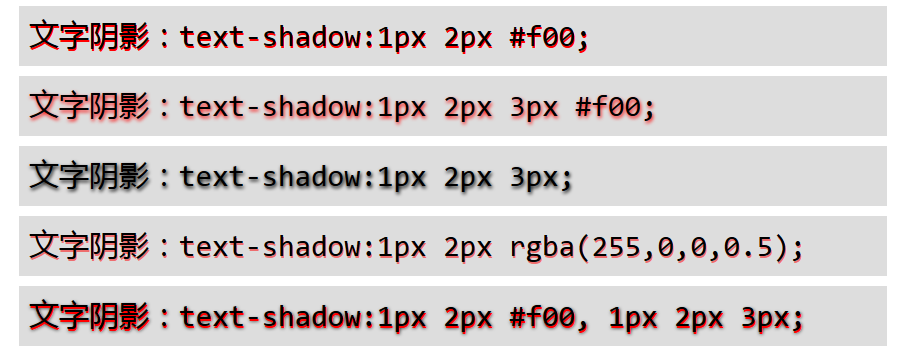 文字阴影：text-shadow:1px 2px #f00;
文字阴影：text-shadow:1px 2px 3px #f00;
文字阴影：text-shadow:1px 2px 3px;
文字阴影：text-shadow:1px 2px rgba(255,0,0,0.5);
文字阴影：text-shadow:1px 2px #f00, 1px 2px 3px;